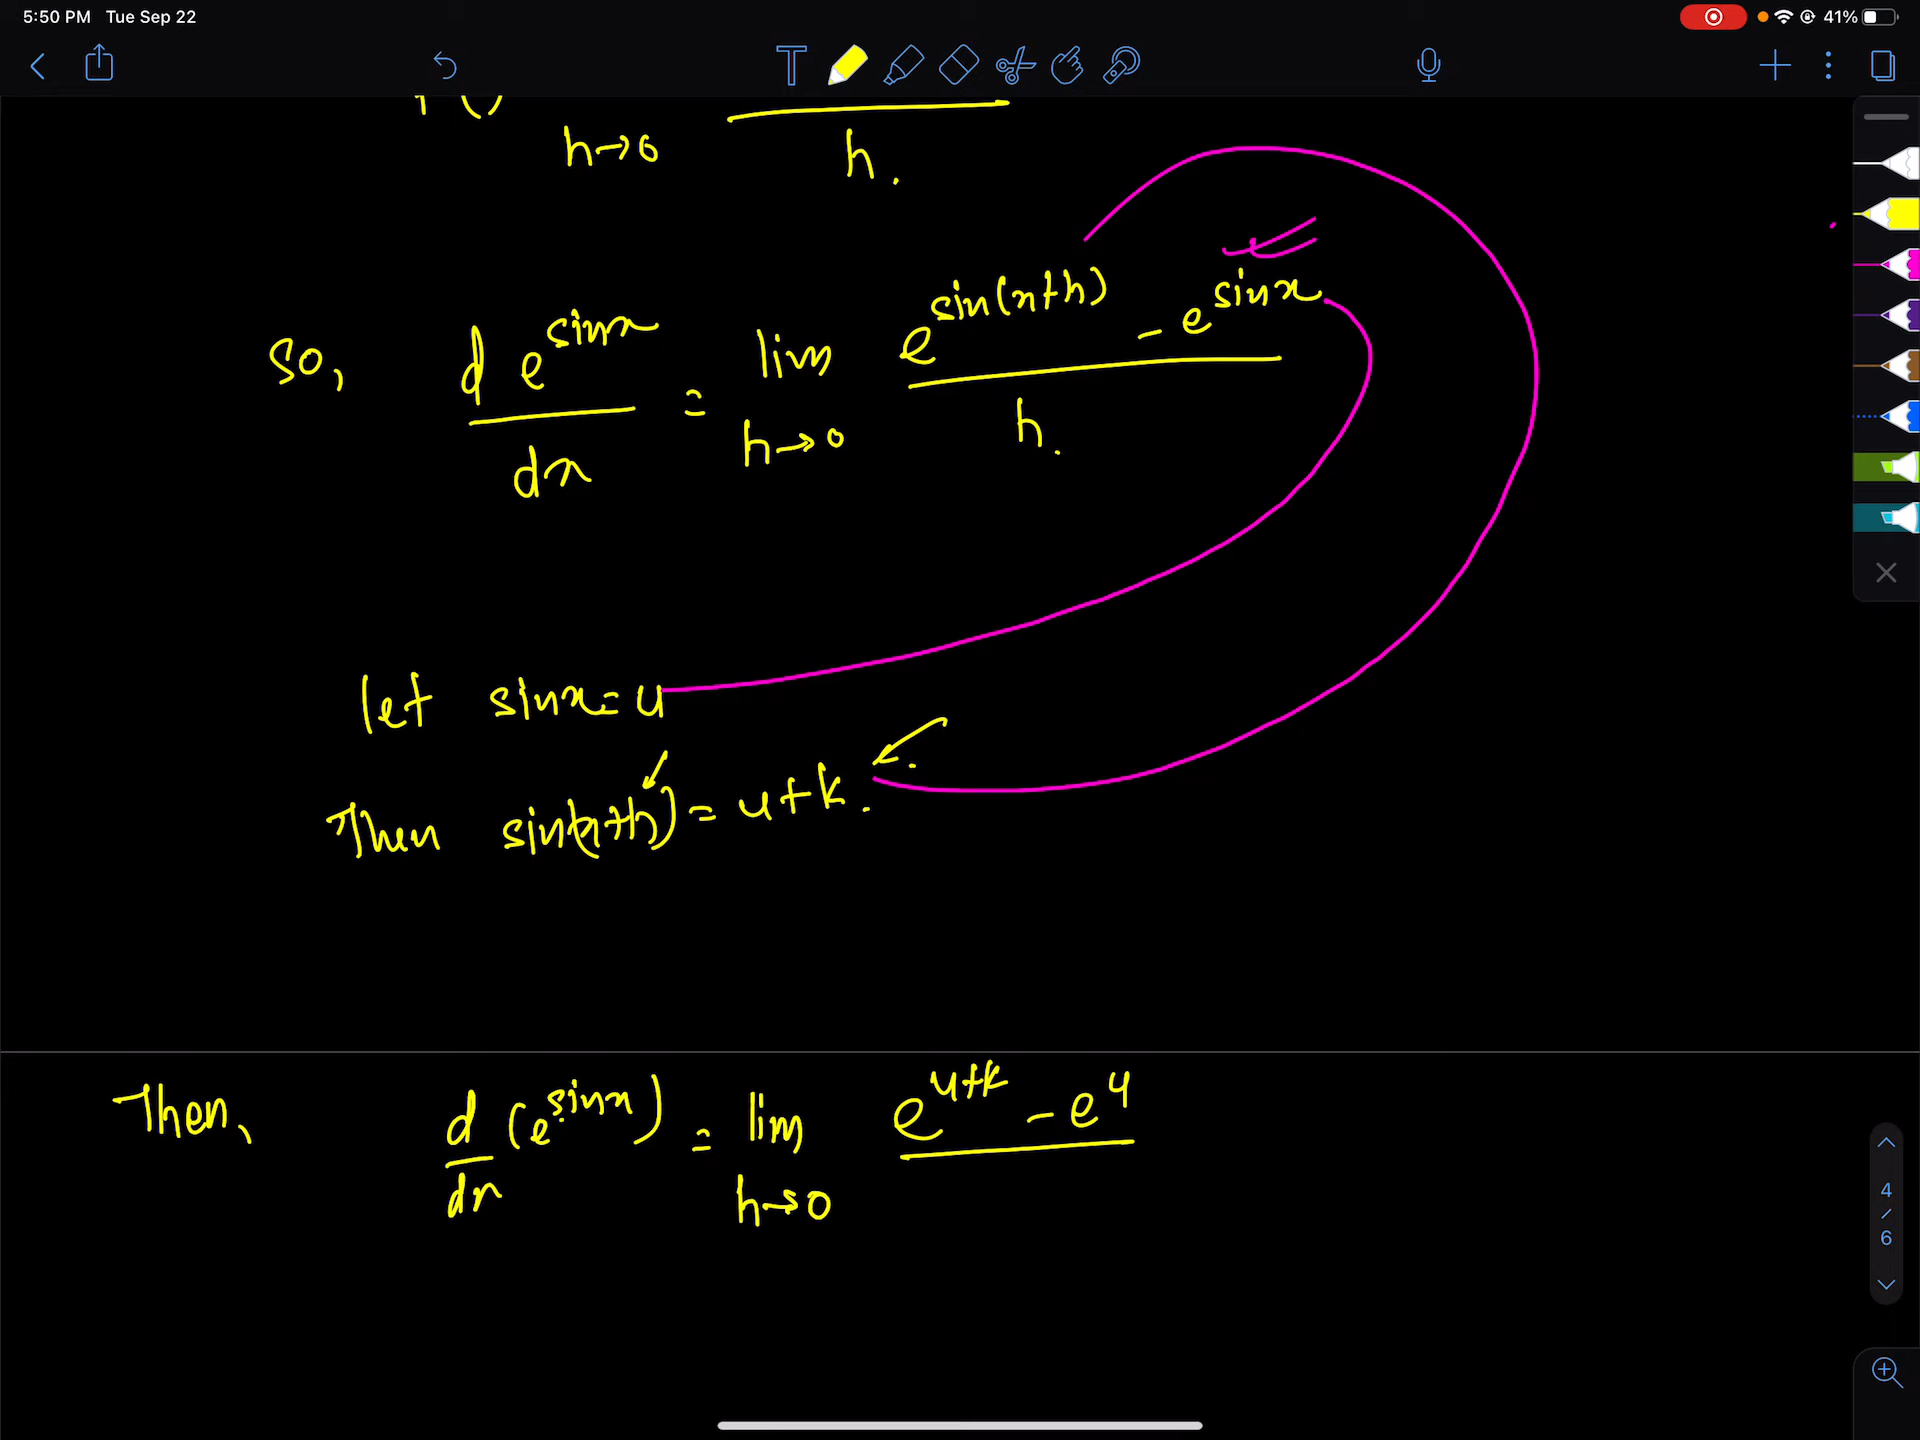 5:50 PM Tue Sep 22
41%
T
h→0
h.
So, d e^sinx / dx = lim h→0 e^sin(x+h) - e^sinx / h.
let sinx = u
Then sin(x+h) = u+k.
4 / 6
Then, d/dx (e^sinx) = lim h→0 e^u+k - e^u